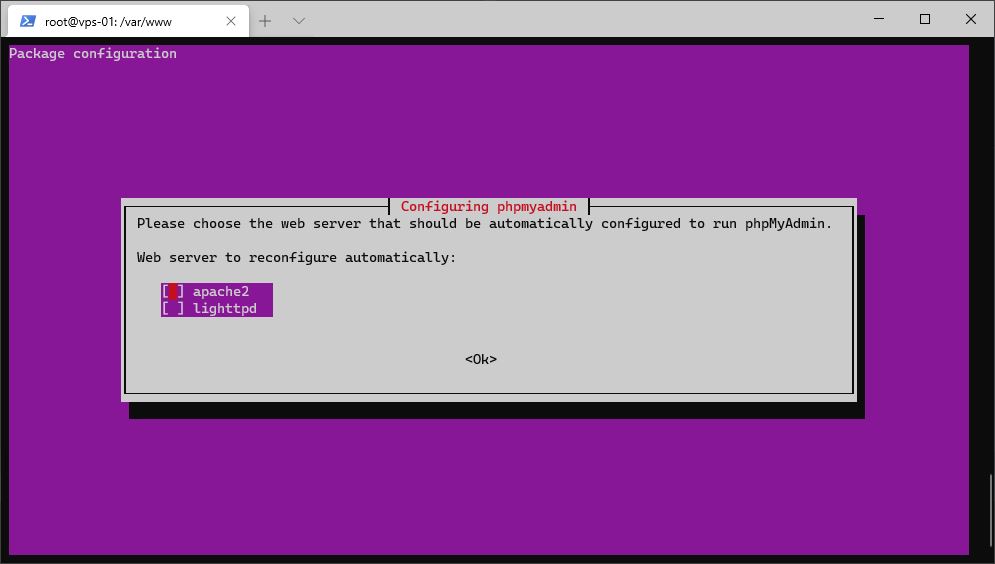 root@vps-01: /var/www
Package configuration
Configuring phpmyadmin
Please choose the web server that should be automatically configured to run phpMyAdmin.
Web server to reconfigure automatically:
[ ] apache2
[ ] lighttpd
<Ok>